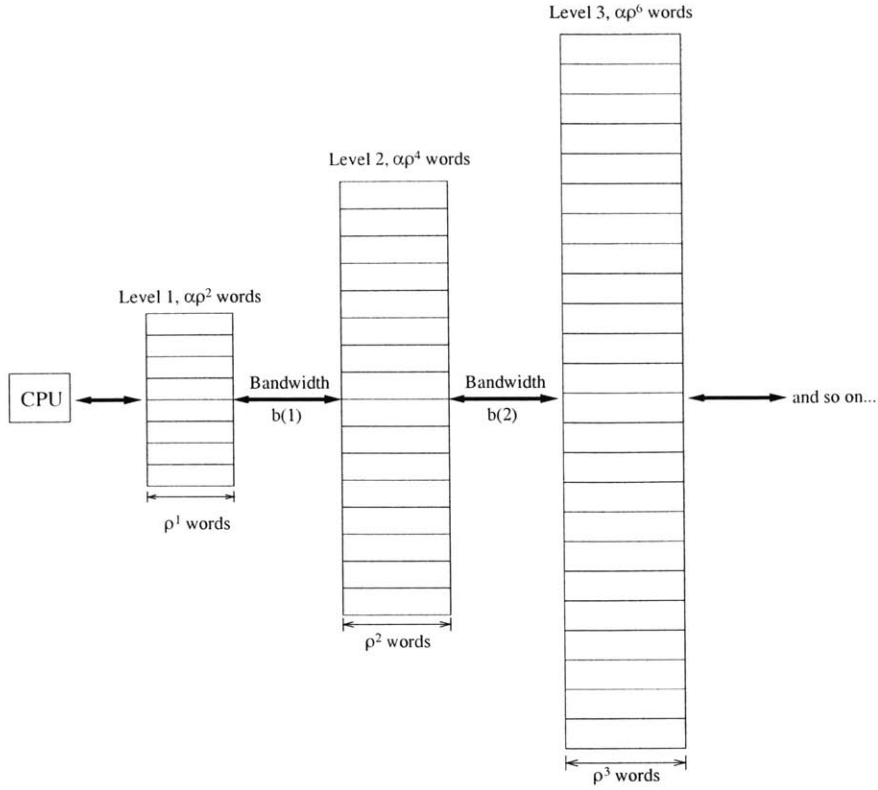 Level 3, αρ⁶ words
Level 2, αρ⁴ words
Level 1, αρ² words
CPU
Bandwidth
b(1)
Bandwidth
b(2)
and so on...
ρ¹ words
ρ² words
ρ³ words